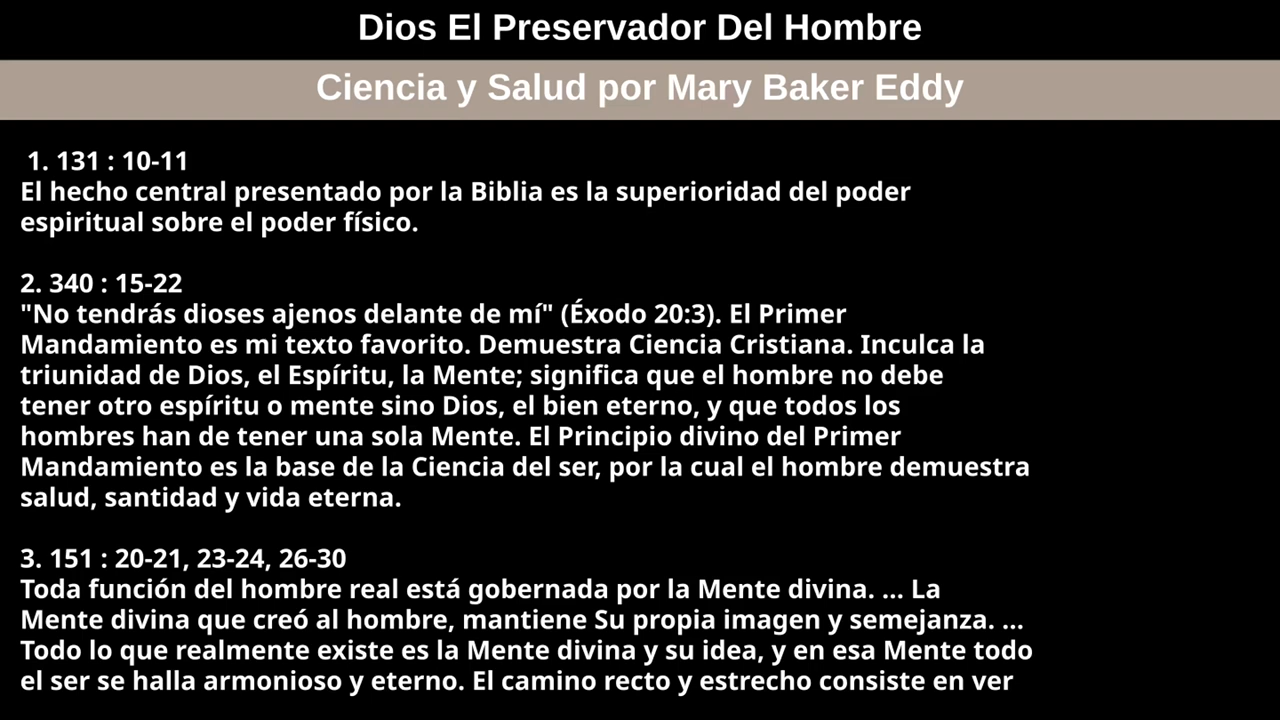 Dios El Preservador Del Hombre
Ciencia y Salud por Mary Baker Eddy
1. 131 : 10-11
El hecho central presentado por la Biblia es la superioridad del poder
espiritual sobre el poder físico.
2. 340 : 15-22
"No tendrás dioses ajenos delante de mí" (Éxodo 20:3). El Primer
Mandamiento es mi texto favorito. Demuestra Ciencia Cristiana. Inculca la
triunidad de Dios, el Espíritu, la Mente; significa que el hombre no debe
tener otro espíritu o mente sino Dios, el bien eterno, y que todos los
hombres han de tener una sola Mente. El Principio divino del Primer
Mandamiento es la base de la Ciencia del ser, por la cual el hombre demuestra
salud, santidad y vida eterna.
3. 151 : 20-21, 23-24, 26-30
Toda función del hombre real está gobernada por la Mente divina. ... La
Mente divina que creó al hombre, mantiene Su propia imagen y semejanza. ...
Todo lo que realmente existe es la Mente divina y su idea, y en esa Mente todo
el ser se halla armonioso y eterno. El camino recto y estrecho consiste en ver